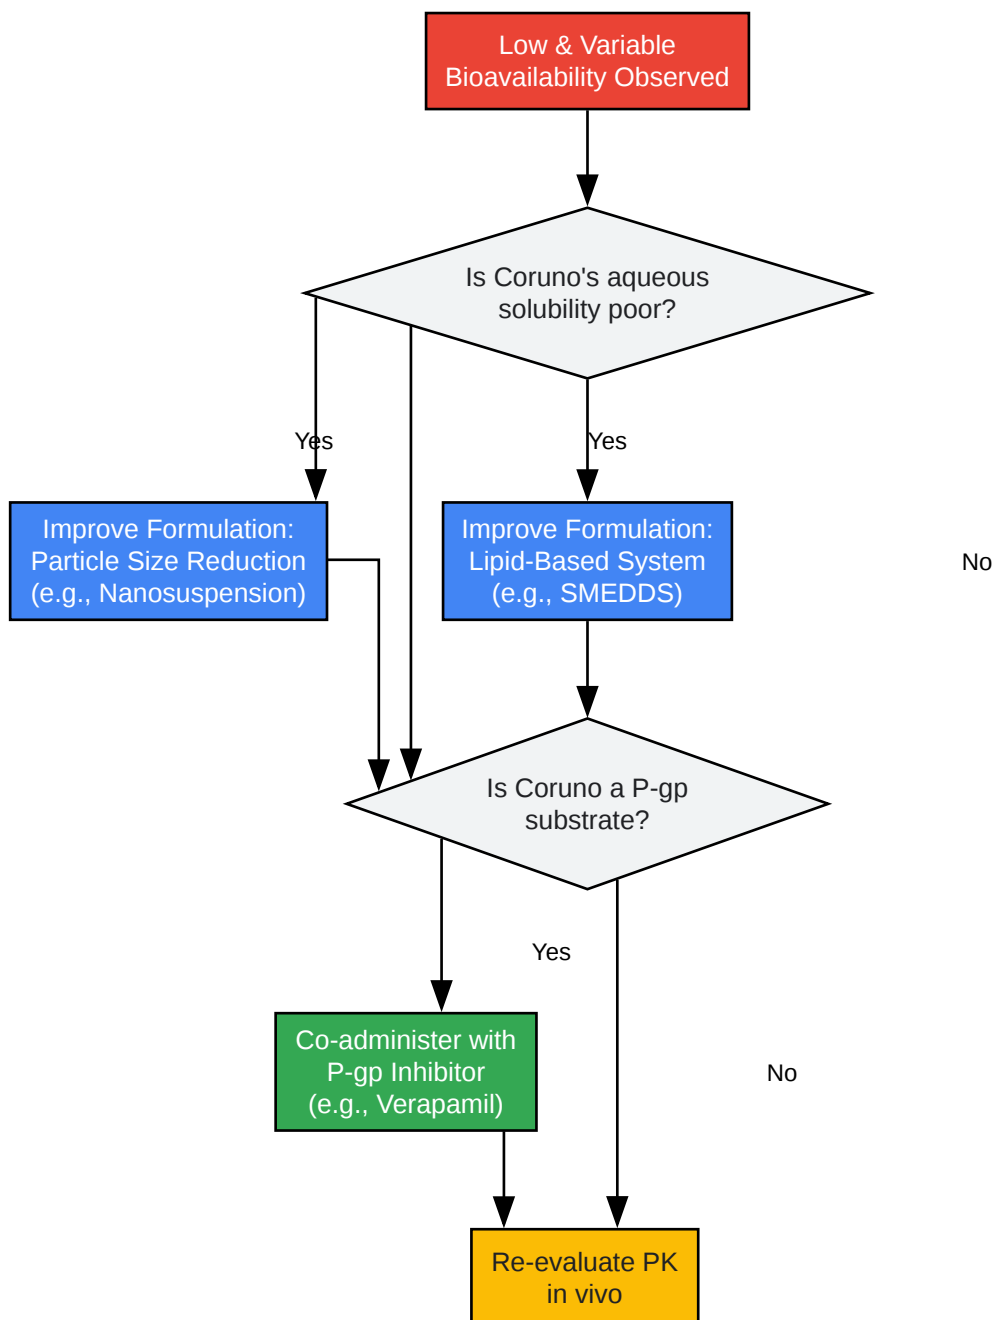 Low & Variable
Bioavailability Observed
Is Coruno's aqueous
solubility poor?
Yes
Yes
Improve Formulation:
Particle Size Reduction
(e.g., Nanosuspension)
Improve Formulation:
Lipid-Based System
(e.g., SMEDDS)
No
Is Coruno a P-gp
substrate?
Yes
Co-administer with
P-gp Inhibitor
(e.g., Verapamil)
No
Re-evaluate PK
in vivo